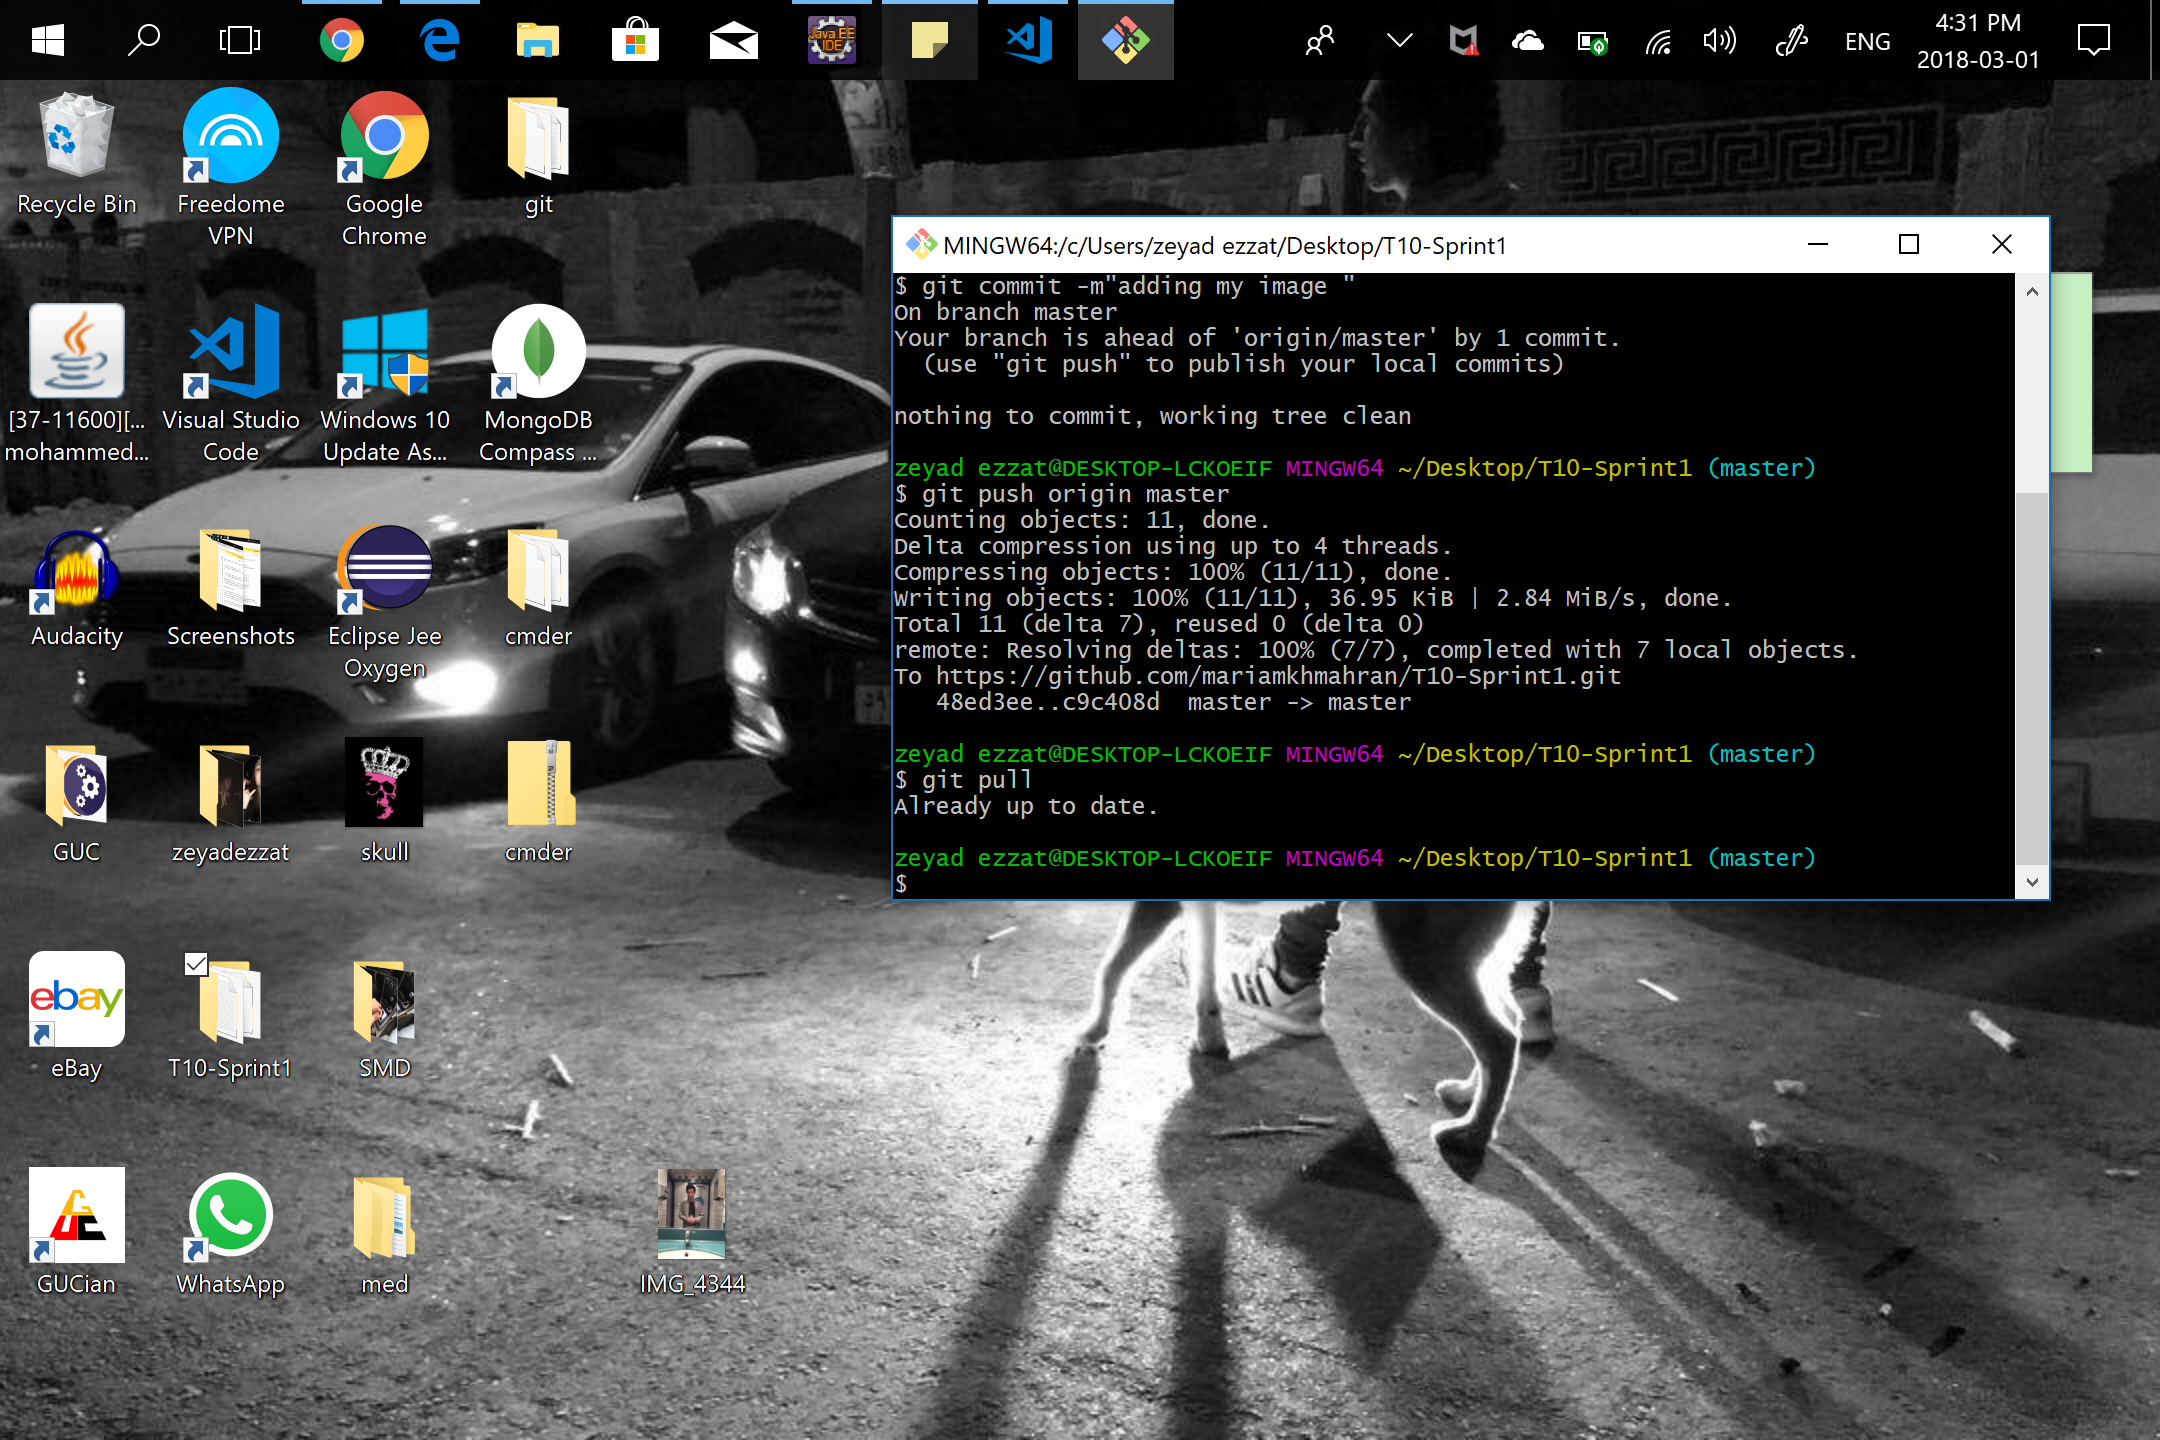 Java EE
IDE
ENG
4:31 PM
2018-03-01
Recycle Bin
Freedome
VPN
Google
Chrome
git
[37-11600][...
mohammed...
Visual Studio
Code
Windows 10
Update As...
MongoDB
Compass ...
Audacity
Screenshots
Eclipse Jee
Oxygen
cmder
GUC
zeyadezzat
skull
cmder
ebay
eBay
T10-Sprint1
SMD
GUC
GUCian
WhatsApp
med
IMG_4344
MINGW64:/c/Users/zeyad ezzat/Desktop/T10-Sprint1
$ git commit -m"adding my image "
On branch master
Your branch is ahead of 'origin/master' by 1 commit.
  (use "git push" to publish your local commits)
nothing to commit, working tree clean
zeyad ezzat@DESKTOP-LCKOEIF MINGW64 ~/Desktop/T10-Sprint1 (master)
$ git push origin master
Counting objects: 11, done.
Delta compression using up to 4 threads.
Compressing objects: 100% (11/11), done.
Writing objects: 100% (11/11), 36.95 KiB | 2.84 MiB/s, done.
Total 11 (delta 7), reused 0 (delta 0)
remote: Resolving deltas: 100% (7/7), completed with 7 local objects.
To https://github.com/mariamkhmahran/T10-Sprint1.git
   48ed3ee..c9c408d  master -> master
zeyad ezzat@DESKTOP-LCKOEIF MINGW64 ~/Desktop/T10-Sprint1 (master)
$ git pull
Already up to date.
zeyad ezzat@DESKTOP-LCKOEIF MINGW64 ~/Desktop/T10-Sprint1 (master)
$